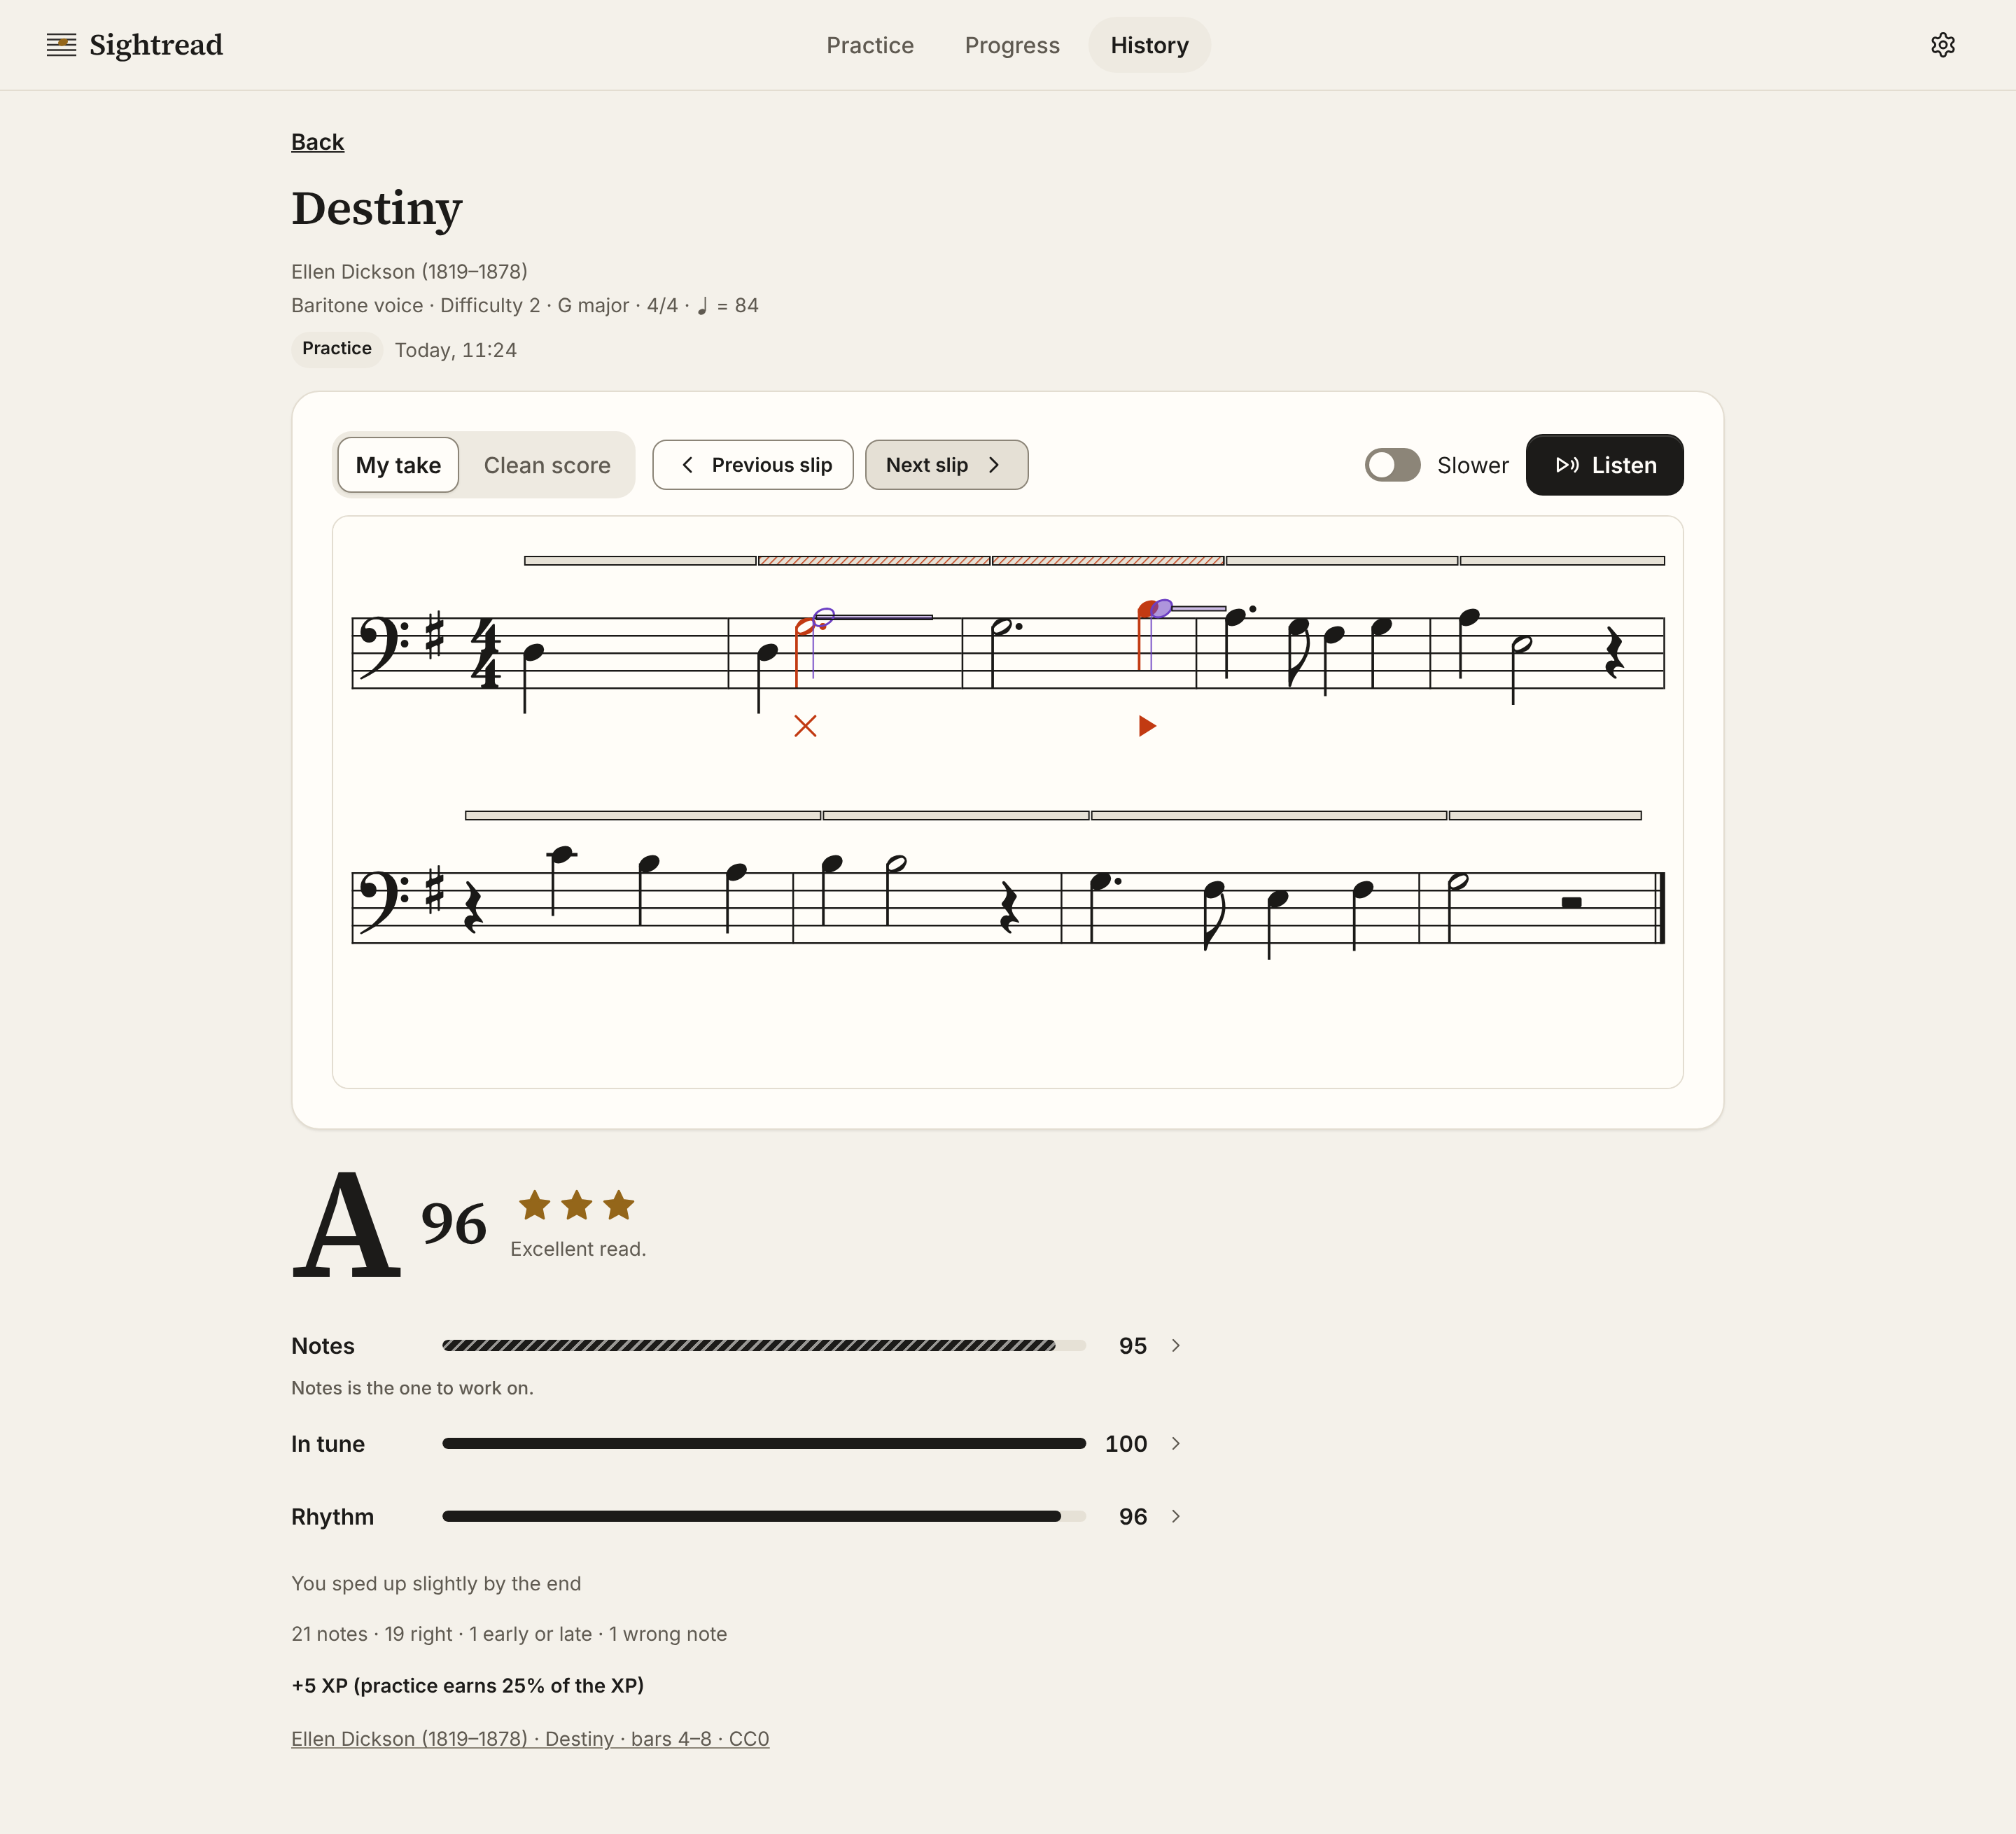 Sightread
Practice
Progress
History
Back
Destiny
Ellen Dickson (1819–1878)
Baritone voice · Difficulty 2 · G major · 4/4 · ♩ = 84
Practice Today, 11:24
My take
Clean score
Previous slip
Next slip
Slower
Listen
4
4
A 96
Excellent read.
Notes 95
Notes is the one to work on.
In tune 100
Rhythm 96
You sped up slightly by the end
21 notes · 19 right · 1 early or late · 1 wrong note
+5 XP (practice earns 25% of the XP)
Ellen Dickson (1819–1878) · Destiny · bars 4–8 · CC0